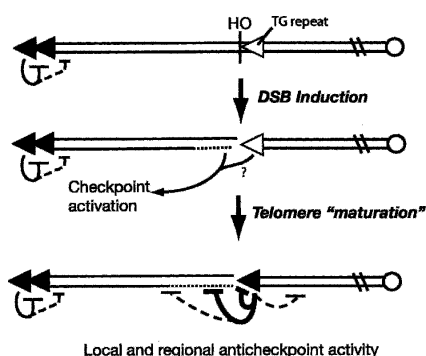 HO
TG repeat
DSB Induction
?
Checkpoint
activation
Telomere "maturation"
Local and regional anticheckpoint activity